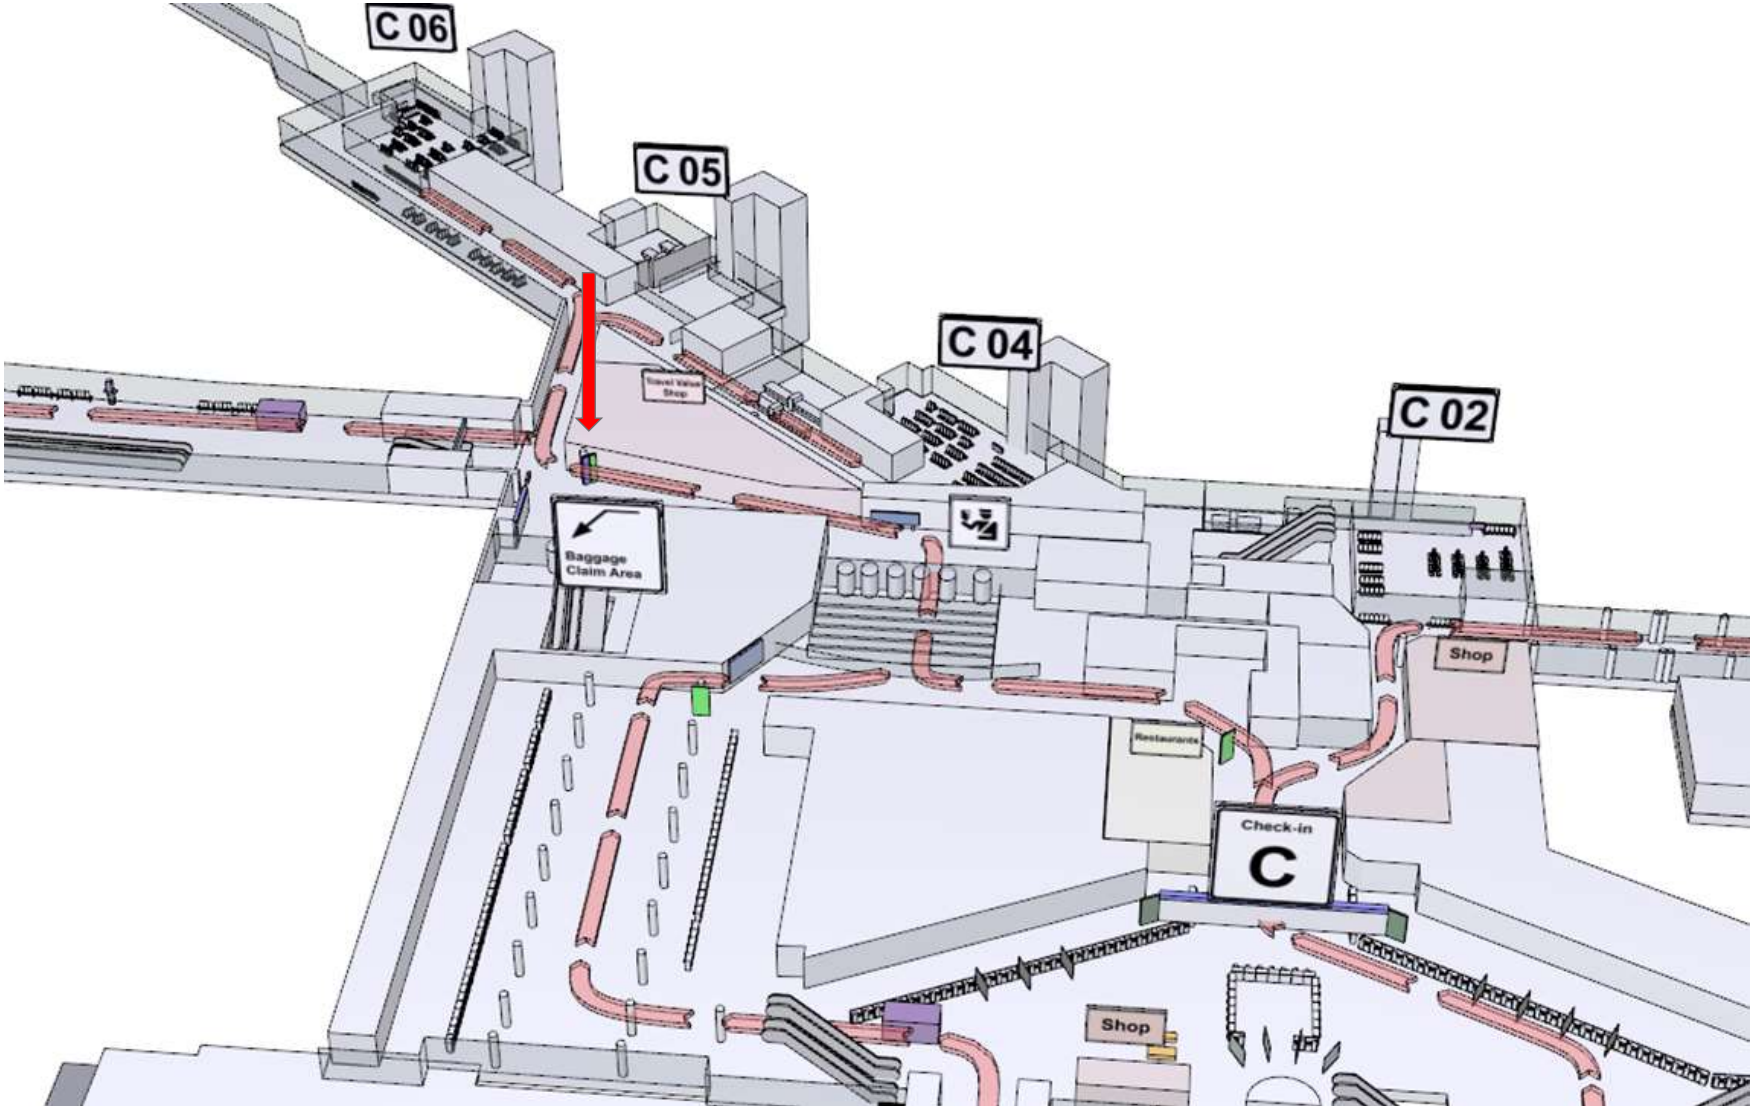 C 06
C 05
C 04
Travel Value
Shop
C 02
Baggage
Claim Area
Shop
Restaurants
Check-in
C
Shop